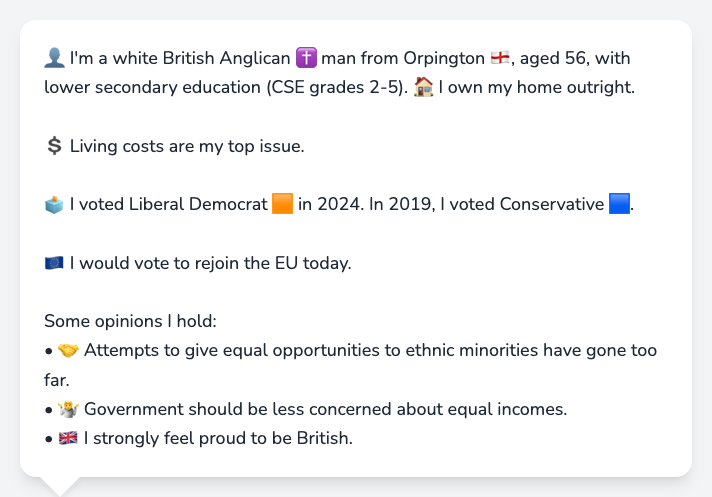 👤 I'm a white British Anglican ✝️ man from Orpington 🏴󠁧󠁢󠁥󠁮󠁧󠁿, aged 56, with
lower secondary education (CSE grades 2-5). 🏠 I own my home outright.
💲 Living costs are my top issue.
🗳️ I voted Liberal Democrat 🟧 in 2024. In 2019, I voted Conservative 🟦.
🇪🇺 I would vote to rejoin the EU today.
Some opinions I hold:
• 🤝 Attempts to give equal opportunities to ethnic minorities have gone too
far.
• 🤷 Government should be less concerned about equal incomes.
• 🇬🇧 I strongly feel proud to be British.